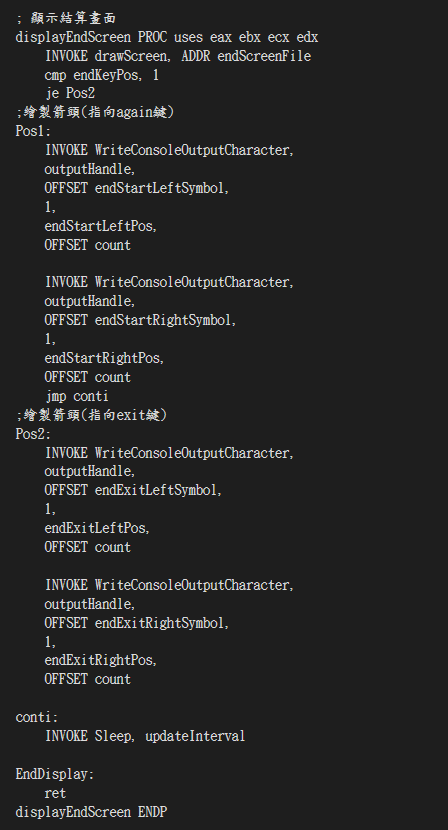 ; 顯示結算畫面
displayEndScreen PROC uses eax ebx ecx edx
    INVOKE drawScreen, ADDR endScreenFile
    cmp endKeyPos, 1
    je Pos2
;繪製箭頭(指向again鍵)
Pos1:
    INVOKE WriteConsoleOutputCharacter,
    outputHandle,
    OFFSET endStartLeftSymbol,
    1,
    endStartLeftPos,
    OFFSET count

    INVOKE WriteConsoleOutputCharacter,
    outputHandle,
    OFFSET endStartRightSymbol,
    1,
    endStartRightPos,
    OFFSET count
    jmp conti
;繪製箭頭(指向exit鍵)
Pos2:
    INVOKE WriteConsoleOutputCharacter,
    outputHandle,
    OFFSET endExitLeftSymbol,
    1,
    endExitLeftPos,
    OFFSET count

    INVOKE WriteConsoleOutputCharacter,
    outputHandle,
    OFFSET endExitRightSymbol,
    1,
    endExitRightPos,
    OFFSET count

conti:
    INVOKE Sleep, updateInterval

EndDisplay:
    ret
displayEndScreen ENDP